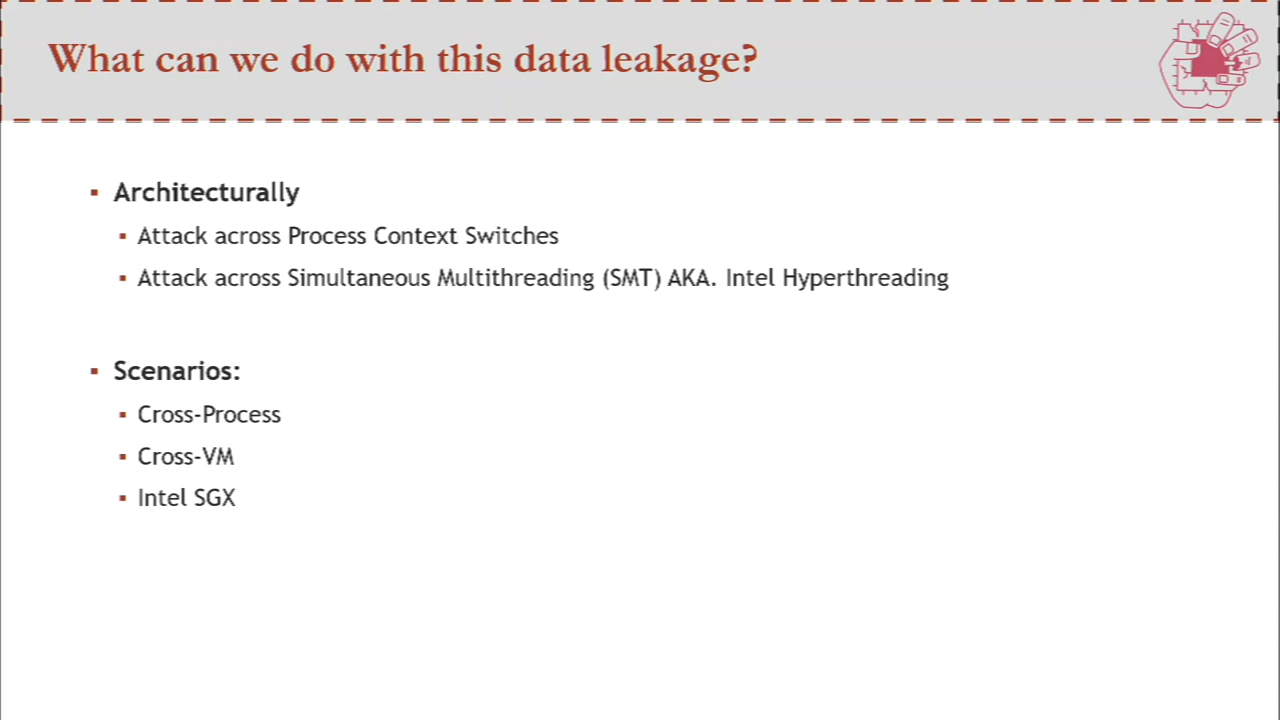 What can we do with this data leakage?
▪ Architecturally
▪ Attack across Process Context Switches
▪ Attack across Simultaneous Multithreading (SMT) AKA. Intel Hyperthreading
▪ Scenarios:
▪ Cross-Process
▪ Cross-VM
▪ Intel SGX